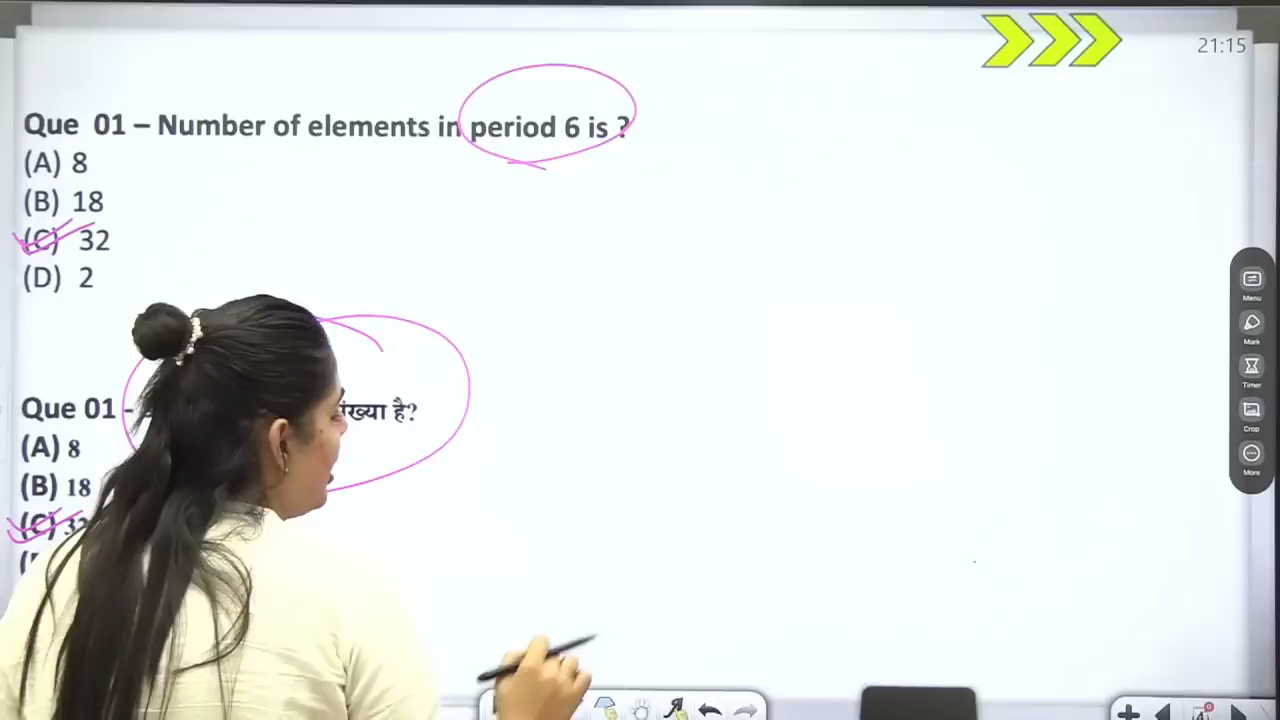 21:15
Que 01 – Number of elements in period 6 is ?
(A) 8
(B) 18
(C) 32
(D) 2
Que 01 - संख्या है?
(A) 8
(B) 18
(C) 32
Menu
Mark
Timer
Crop
More